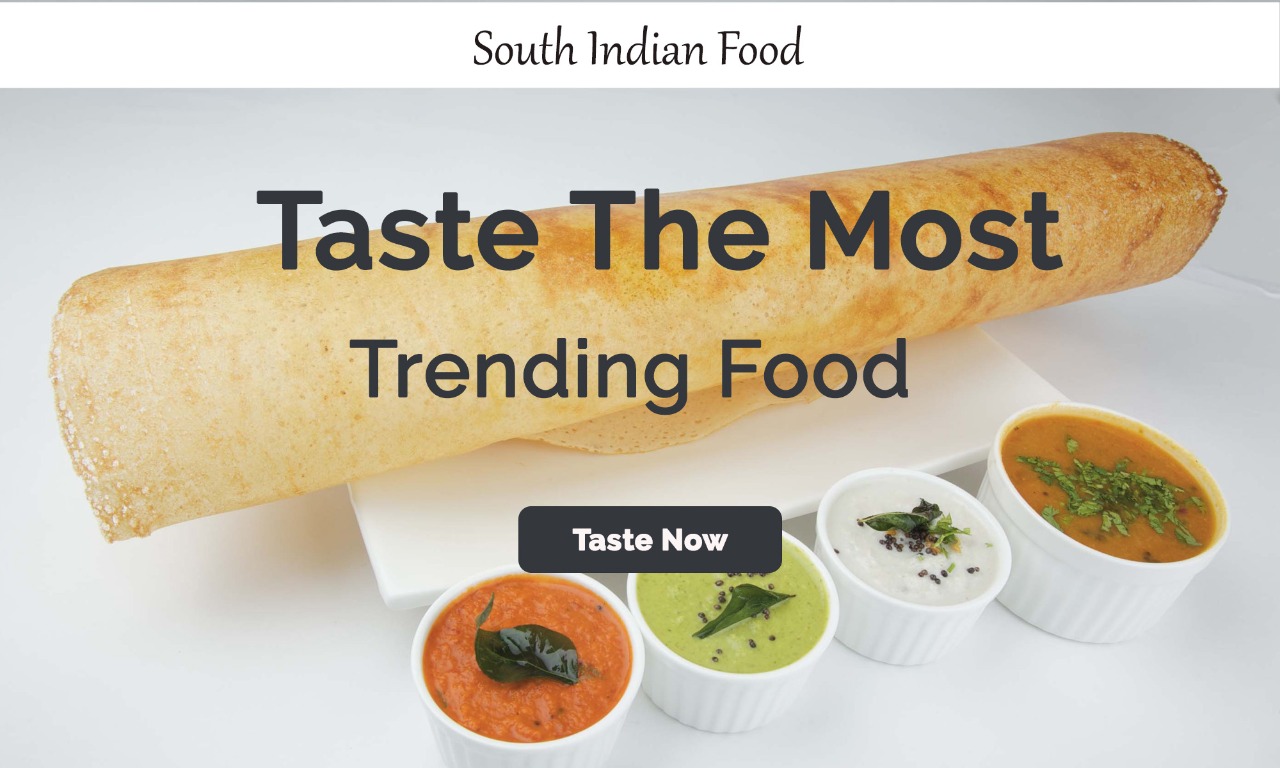 South Indian Food
Taste The Most
Trending Food
Taste Now